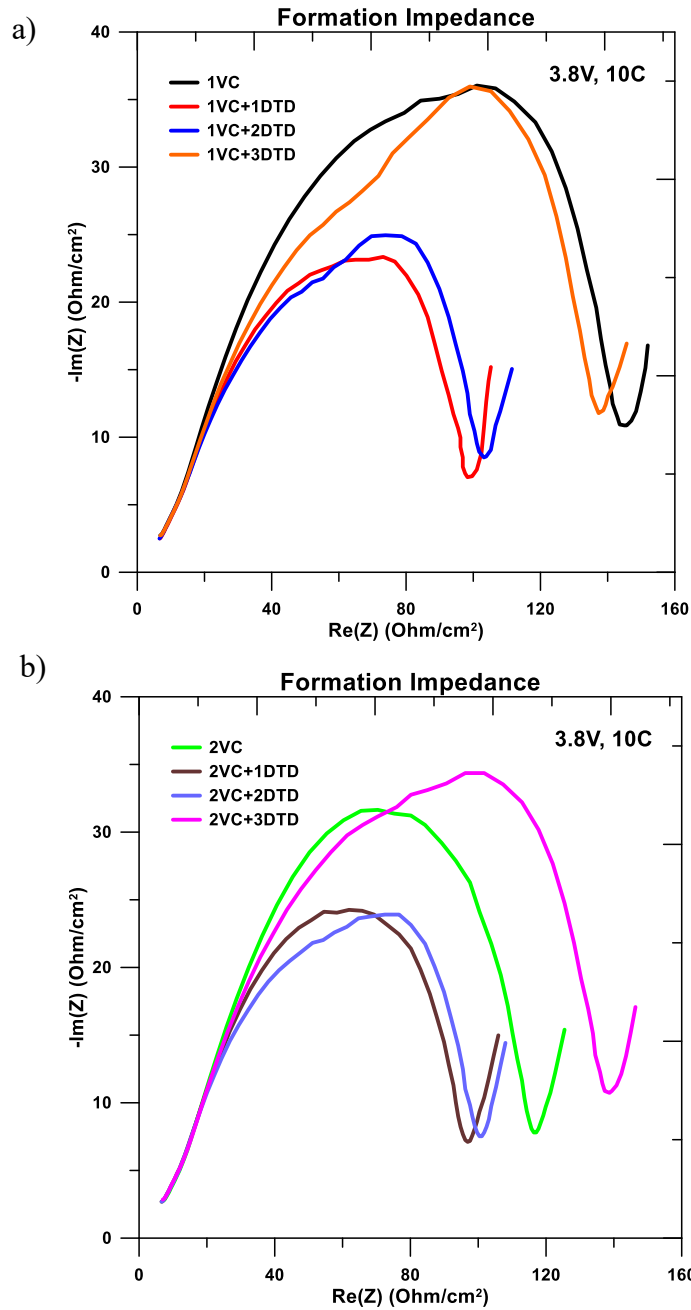 a)
Formation Impedance
3.8V, 10C
1VC
1VC+1DTD
1VC+2DTD
1VC+3DTD
-Im(Z) (Ohm/cm²)
40
30
20
10
0
0 40 80 120 160
Re(Z) (Ohm/cm²)
b)
Formation Impedance
3.8V, 10C
2VC
2VC+1DTD
2VC+2DTD
2VC+3DTD
-Im(Z) (Ohm/cm²)
40
30
20
10
0
0 40 80 120 160
Re(Z) (Ohm/cm²)